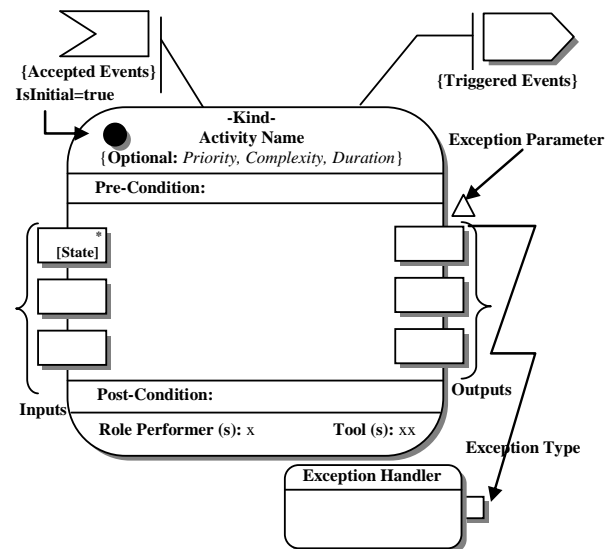 {Accepted Events}
{Triggered Events}
IsInitial=true
-Kind-
Activity Name
{Optional: Priority, Complexity, Duration}
Exception Parameter
Pre-Condition:
*
[State]
Inputs
Outputs
Post-Condition:
Role Performer (s): x
Tool (s): xx
Exception Type
Exception Handler